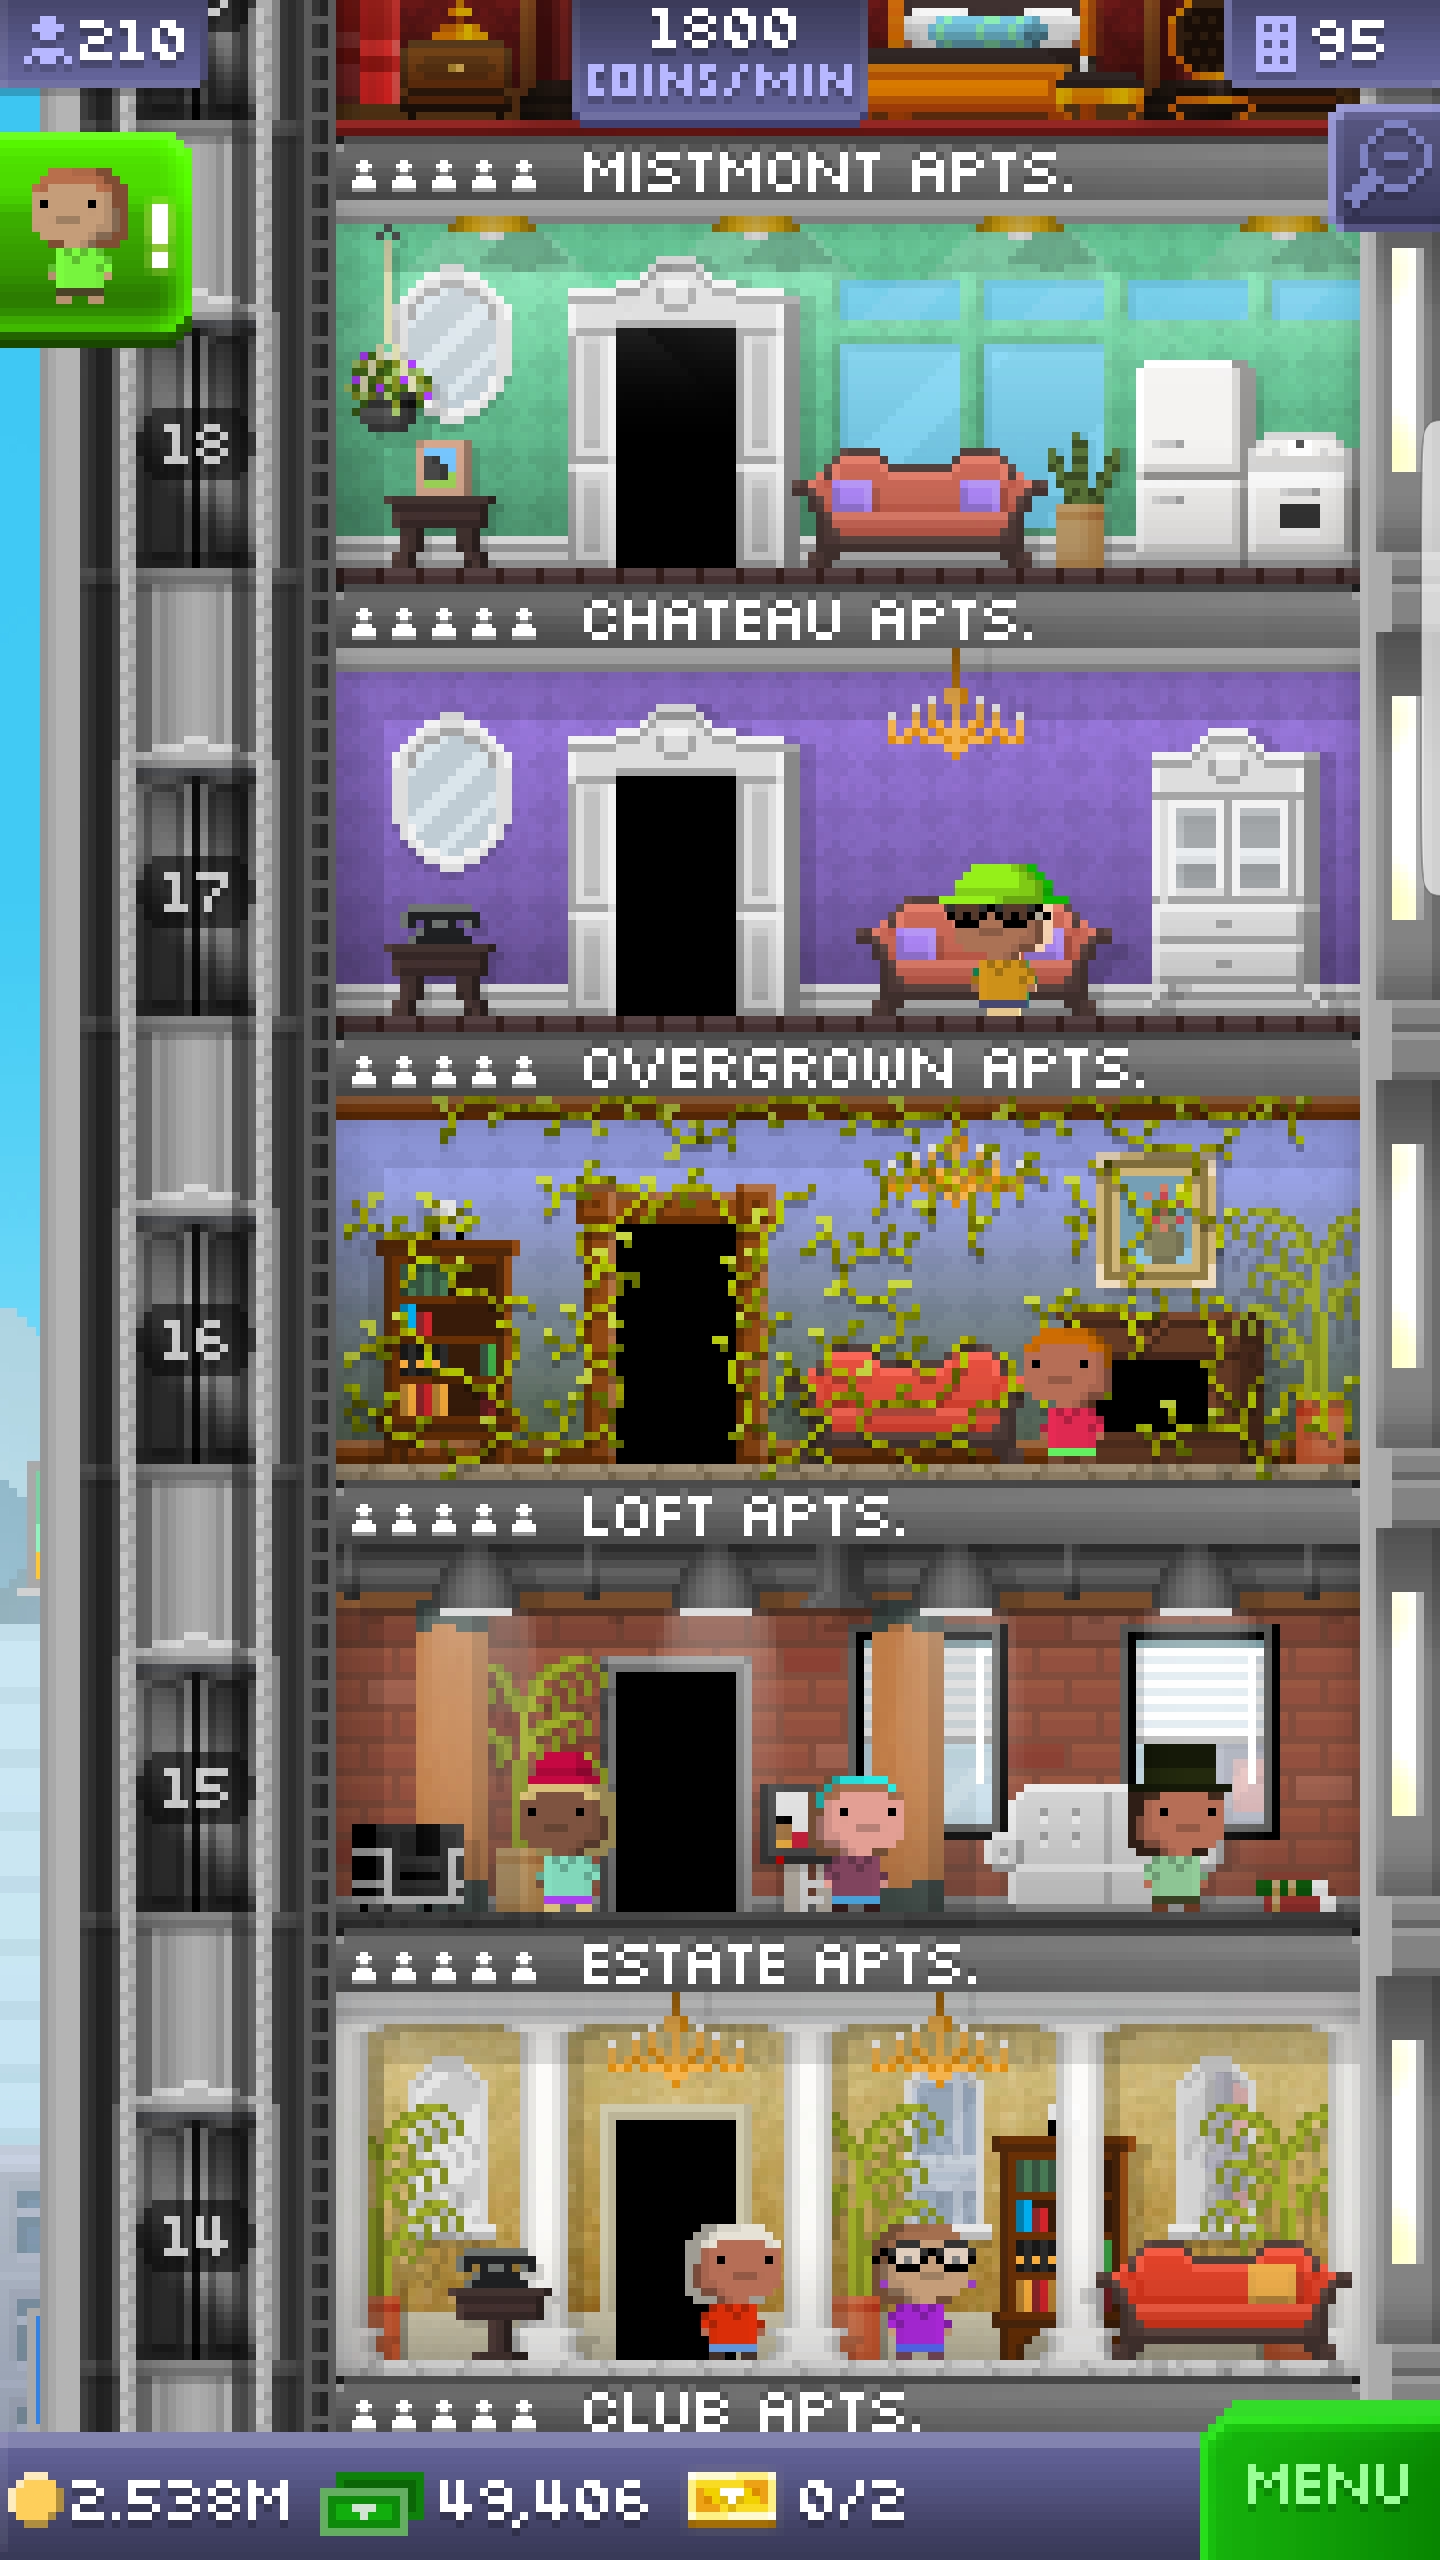 210
1800
COINS/MIN
95
MISTMONT APTS.
!
18
CHATEAU APTS.
17
OVERGROWN APTS.
16
LOFT APTS.
15
ESTATE APTS.
14
CLUB APTS.
2.538M
49,406
0/2
MENU